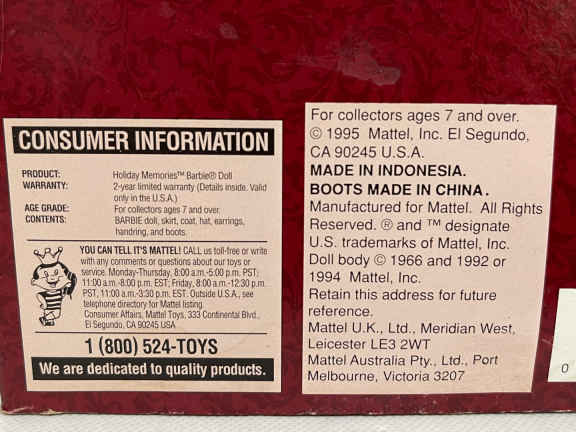 CONSUMER INFORMATION
PRODUCT: Holiday Memories™ Barbie® Doll
WARRANTY: 2-year limited warranty (Details inside. Valid
only in the U.S.A.)
AGE GRADE: For collectors ages 7 and over.
CONTENTS: BARBIE doll, skirt, coat, hat, earrings,
handring, and boots.
YOU CAN TELL IT'S MATTEL! CALL us toll-free or write
with any comments or questions about our toys or
service. Monday-Thursday, 8:00 a.m.-5:00 p.m. PST;
11:00 a.m.-8:00 p.m. EST; Friday, 8:00 a.m.-12:30 p.m.
PST, 11:00 a.m.-3:30 p.m. EST. Outside U.S.A., see
telephone directory for Mattel listing.
Consumer Affairs, Mattel Toys, 333 Continental Blvd.,
El Segundo, CA 90245 USA
1 (800) 524-TOYS
We are dedicated to quality products.
For collectors ages 7 and over.
© 1995 Mattel, Inc. El Segundo,
CA 90245 U.S.A.
MADE IN INDONESIA.
BOOTS MADE IN CHINA.
Manufactured for Mattel. All Rights
Reserved. ® and ™ designate
U.S. trademarks of Mattel, Inc.
Doll body © 1966 and 1992 or
1994 Mattel, Inc.
Retain this address for future
reference.
Mattel U.K., Ltd., Meridian West,
Leicester LE3 2WT
Mattel Australia Pty., Ltd., Port
Melbourne, Victoria 3207
0